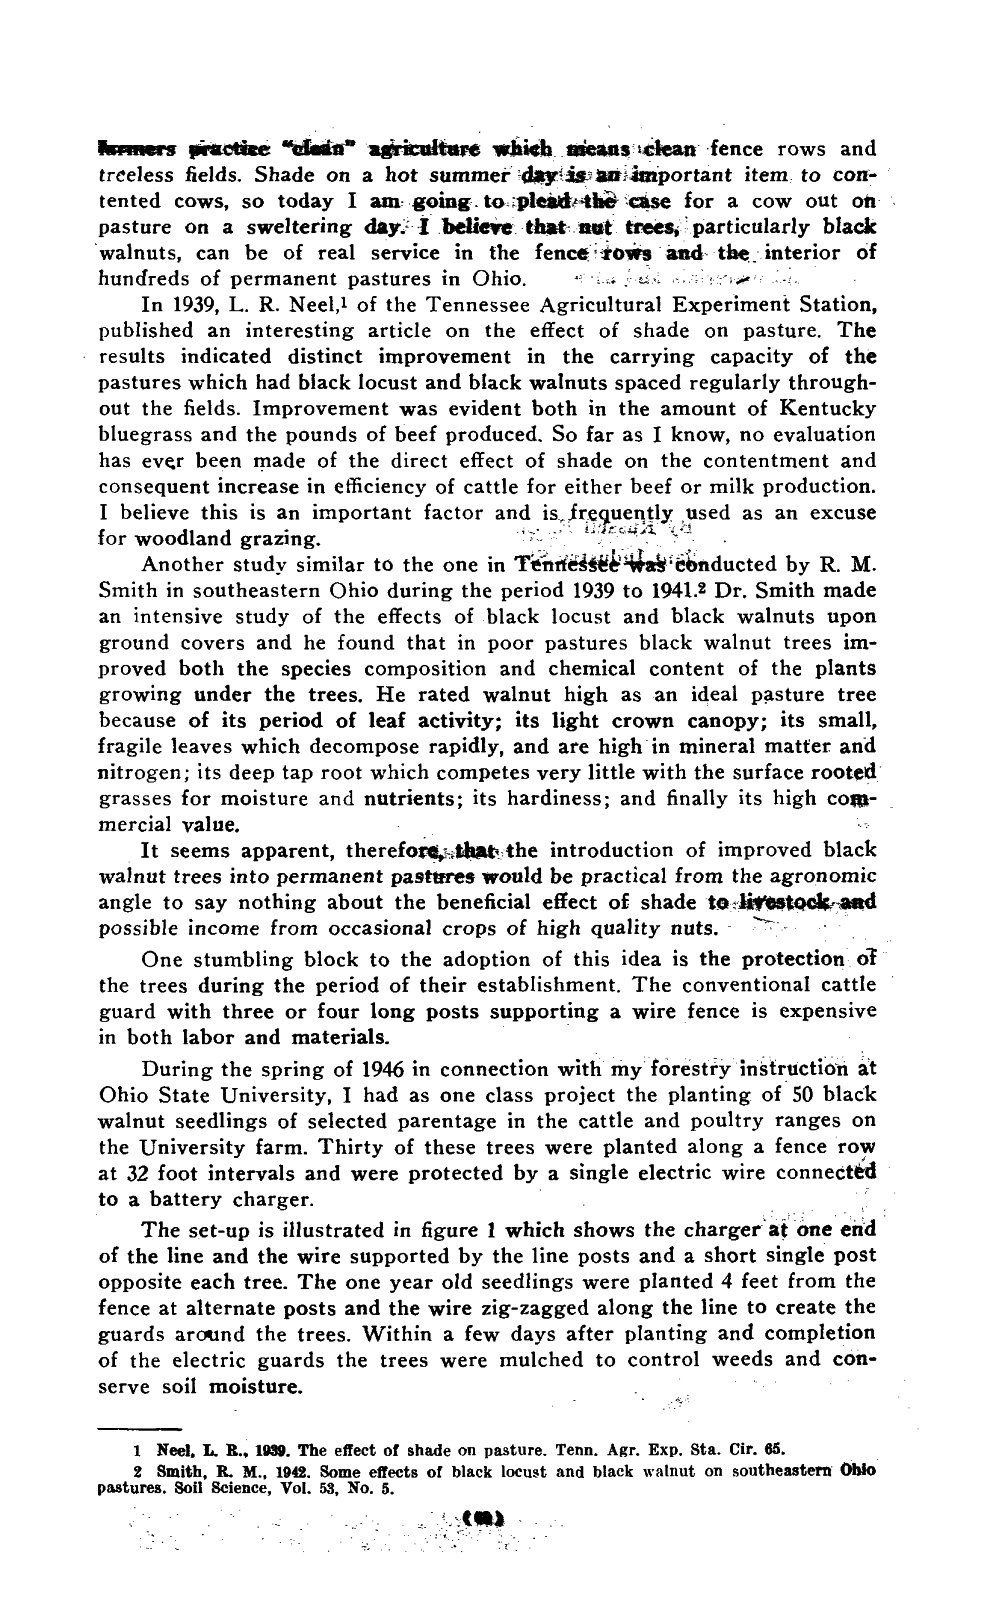 farmers practice "clean" agriculture which means clean fence rows and
treeless fields. Shade on a hot summer day is an important item to con-
tented cows, so today I am going to plead the case for a cow out on
pasture on a sweltering day. I believe that nut trees, particularly black
walnuts, can be of real service in the fence rows and the interior of
hundreds of permanent pastures in Ohio.
In 1939, L. R. Neel,1 of the Tennessee Agricultural Experiment Station,
published an interesting article on the effect of shade on pasture. The
results indicated distinct improvement in the carrying capacity of the
pastures which had black locust and black walnuts spaced regularly through-
out the fields. Improvement was evident both in the amount of Kentucky
bluegrass and the pounds of beef produced. So far as I know, no evaluation
has ever been made of the direct effect of shade on the contentment and
consequent increase in efficiency of cattle for either beef or milk production.
I believe this is an important factor and is frequently used as an excuse
for woodland grazing.
Another study similar to the one in Tennessee was conducted by R. M.
Smith in southeastern Ohio during the period 1939 to 1941.2 Dr. Smith made
an intensive study of the effects of black locust and black walnuts upon
ground covers and he found that in poor pastures black walnut trees im-
proved both the species composition and chemical content of the plants
growing under the trees. He rated walnut high as an ideal pasture tree
because of its period of leaf activity; its light crown canopy; its small,
fragile leaves which decompose rapidly, and are high in mineral matter and
nitrogen; its deep tap root which competes very little with the surface rooted
grasses for moisture and nutrients; its hardiness; and finally its high com-
mercial value.
It seems apparent, therefore, that the introduction of improved black
walnut trees into permanent pastures would be practical from the agronomic
angle to say nothing about the beneficial effect of shade to livestock and
possible income from occasional crops of high quality nuts.
One stumbling block to the adoption of this idea is the protection of
the trees during the period of their establishment. The conventional cattle
guard with three or four long posts supporting a wire fence is expensive
in both labor and materials.
During the spring of 1946 in connection with my forestry instruction at
Ohio State University, I had as one class project the planting of 50 black
walnut seedlings of selected parentage in the cattle and poultry ranges on
the University farm. Thirty of these trees were planted along a fence row
at 32 foot intervals and were protected by a single electric wire connected
to a battery charger.
The set-up is illustrated in figure 1 which shows the charger at one end
of the line and the wire supported by the line posts and a short single post
opposite each tree. The one year old seedlings were planted 4 feet from the
fence at alternate posts and the wire zig-zagged along the line to create the
guards around the trees. Within a few days after planting and completion
of the electric guards the trees were mulched to control weeds and con-
serve soil moisture.
1 Neel, L. R., 1939. The effect of shade on pasture. Tenn. Agr. Exp. Sta. Cir. 65.
2 Smith, R. M., 1942. Some effects of black locust and black walnut on southeastern Ohio
pastures. Soil Science, Vol. 53, No. 5.